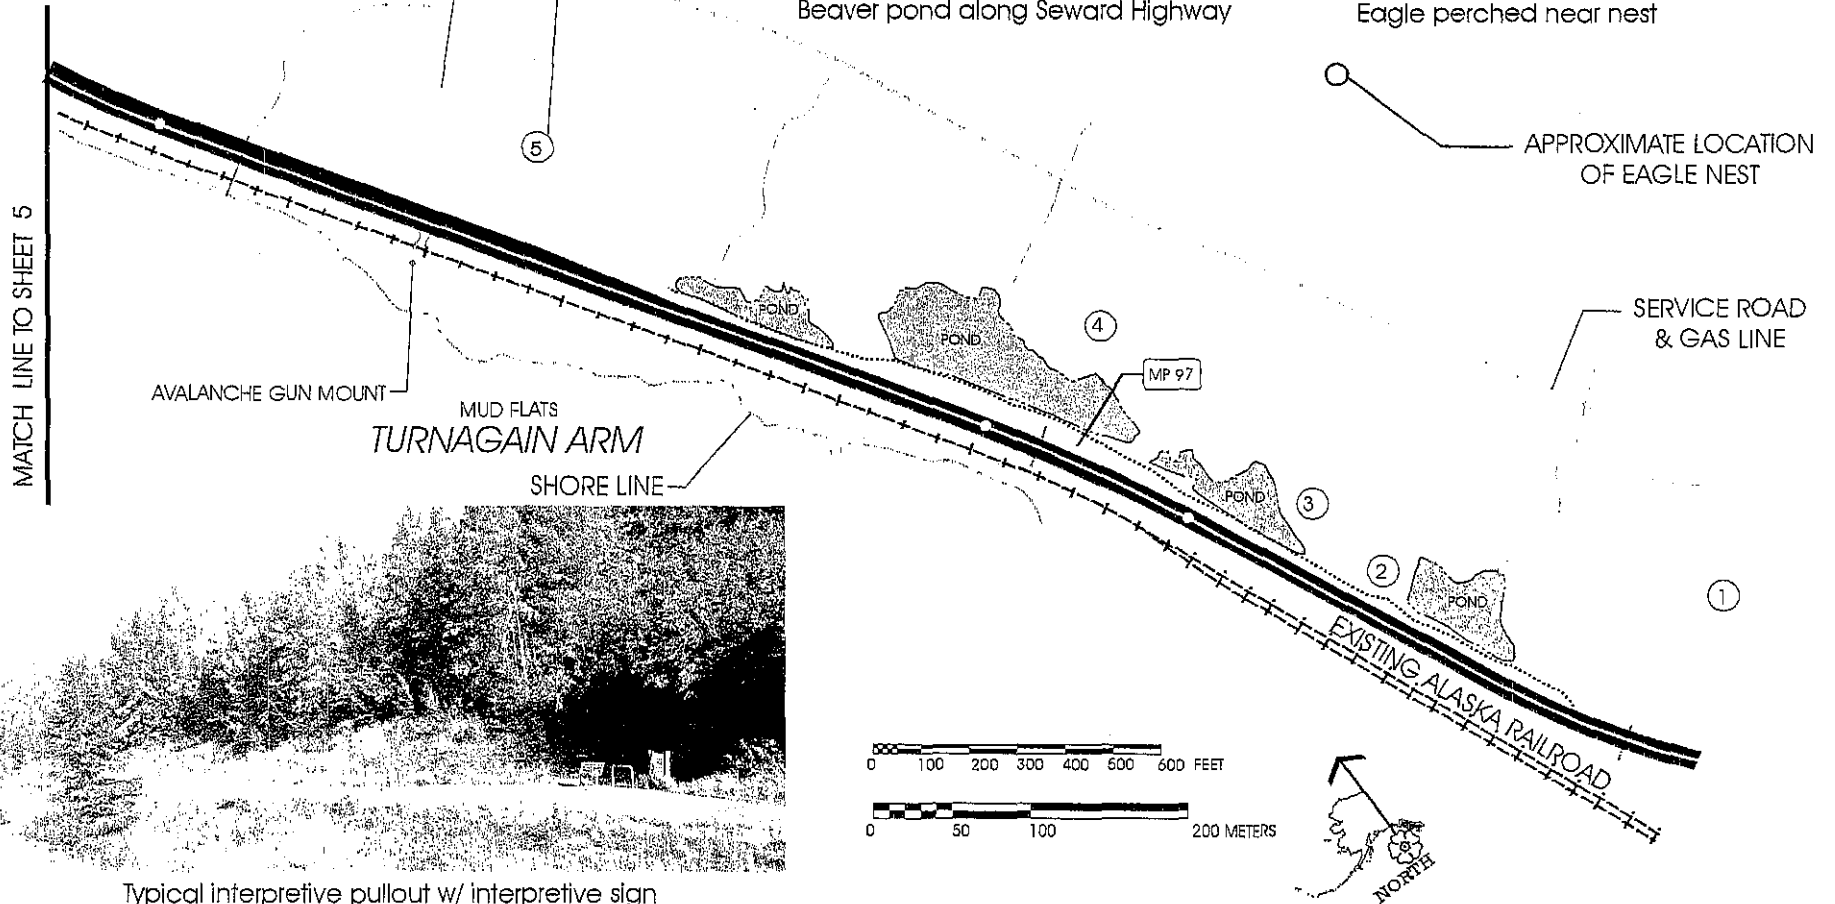 Beaver pond along Seward Highway
Eagle perched near nest
APPROXIMATE LOCATION
OF EAGLE NEST
5
MATCH LINE TO SHEET 5
SERVICE ROAD
& GAS LINE
POND
POND
4
MP 97
AVALANCHE GUN MOUNT
MUD FLATS
TURNAGAIN ARM
SHORE LINE
POND
3
2
POND
1
EXISTING ALASKA RAILROAD
0 100 200 300 400 500 600 FEET
0 50 100 200 METERS
NORTH
Typical interpretive pullout w/ interpretive sign